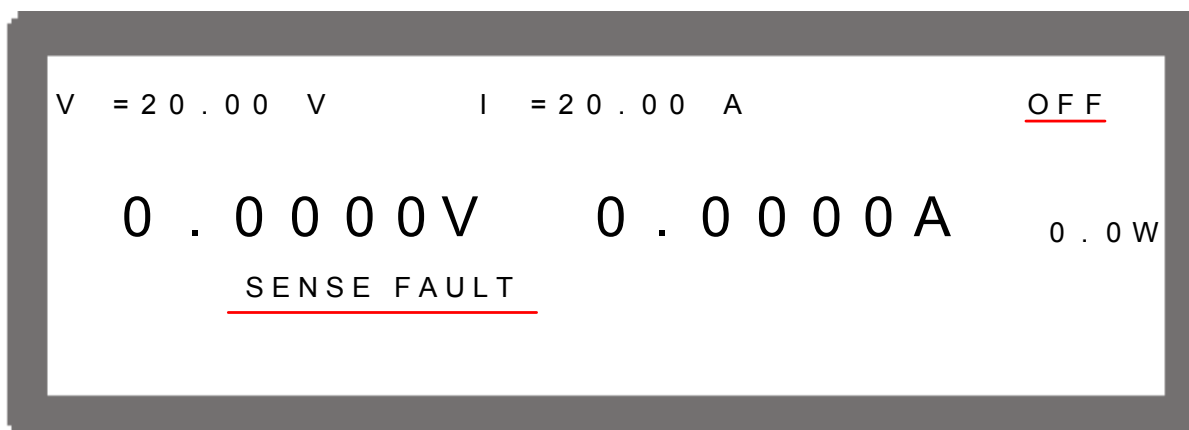 V =20.00 V I =20.00 A OFF
0.0000V 0.0000A 0.0W
SENSE FAULT